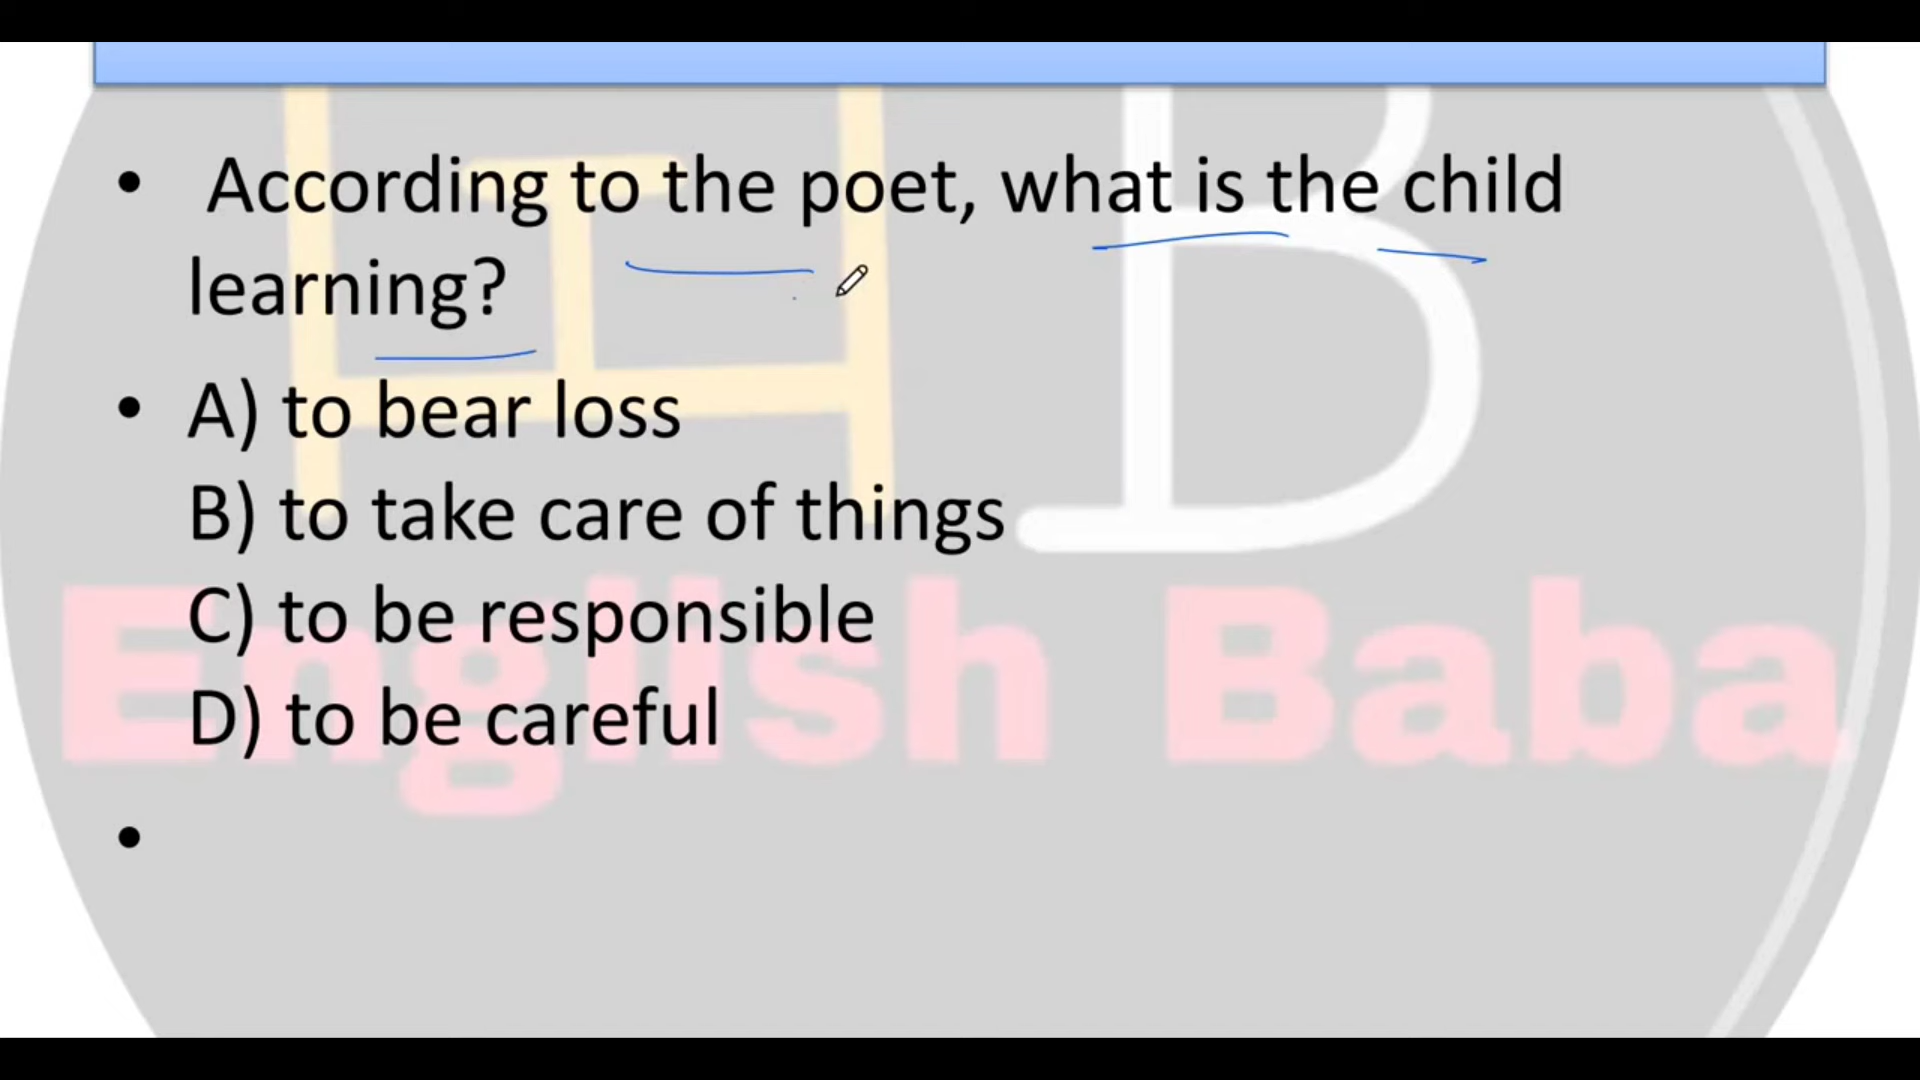 • According to the poet, what is the child
learning?
• A) to bear loss
B) to take care of things
C) to be responsible
D) to be careful
•
EB
English Baba